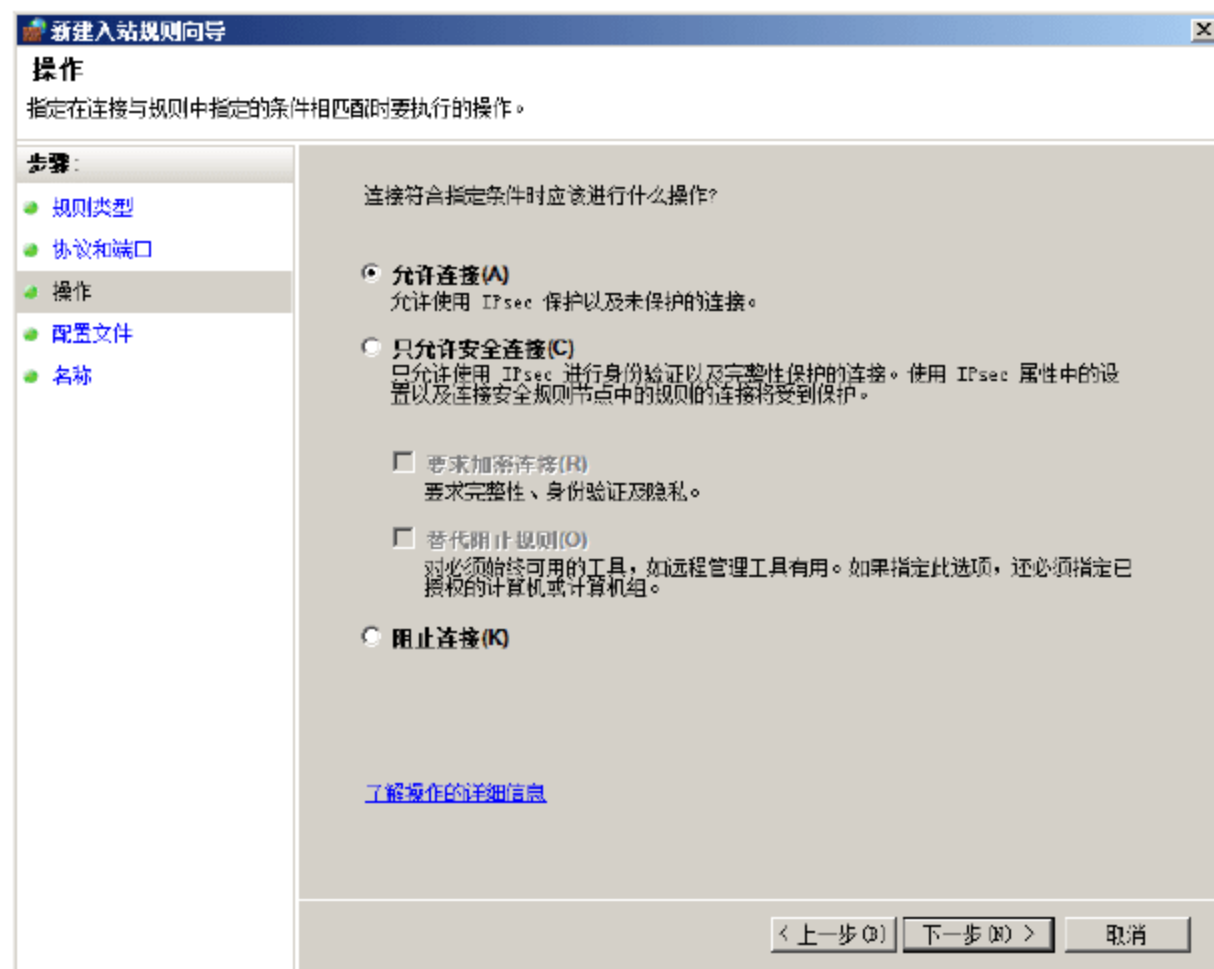 新建入站规则向导
操作
指定在连接与规则中指定的条件相匹配时要执行的操作。
步骤:
规则类型
协议和端口
操作
配置文件
名称
连接符合指定条件时应该进行什么操作?
允许连接(A)
允许使用 IPsec 保护以及未保护的连接。
只允许安全连接(C)
只允许使用 IPsec 进行身份验证以及完整性保护的连接。使用 IPsec 属性中的设
置以及连接安全规则节点中的规则的连接将受到保护。
要求加密连接(R)
要求完整性、身份验证及隐私。
替代阻止规则(O)
对必须始终可用的工具，如远程管理工具有用。如果指定此选项，还必须指定已
授权的计算机或计算机组。
阻止连接(K)
了解操作的详细信息
< 上一步(B)
下一步(N) >
取消